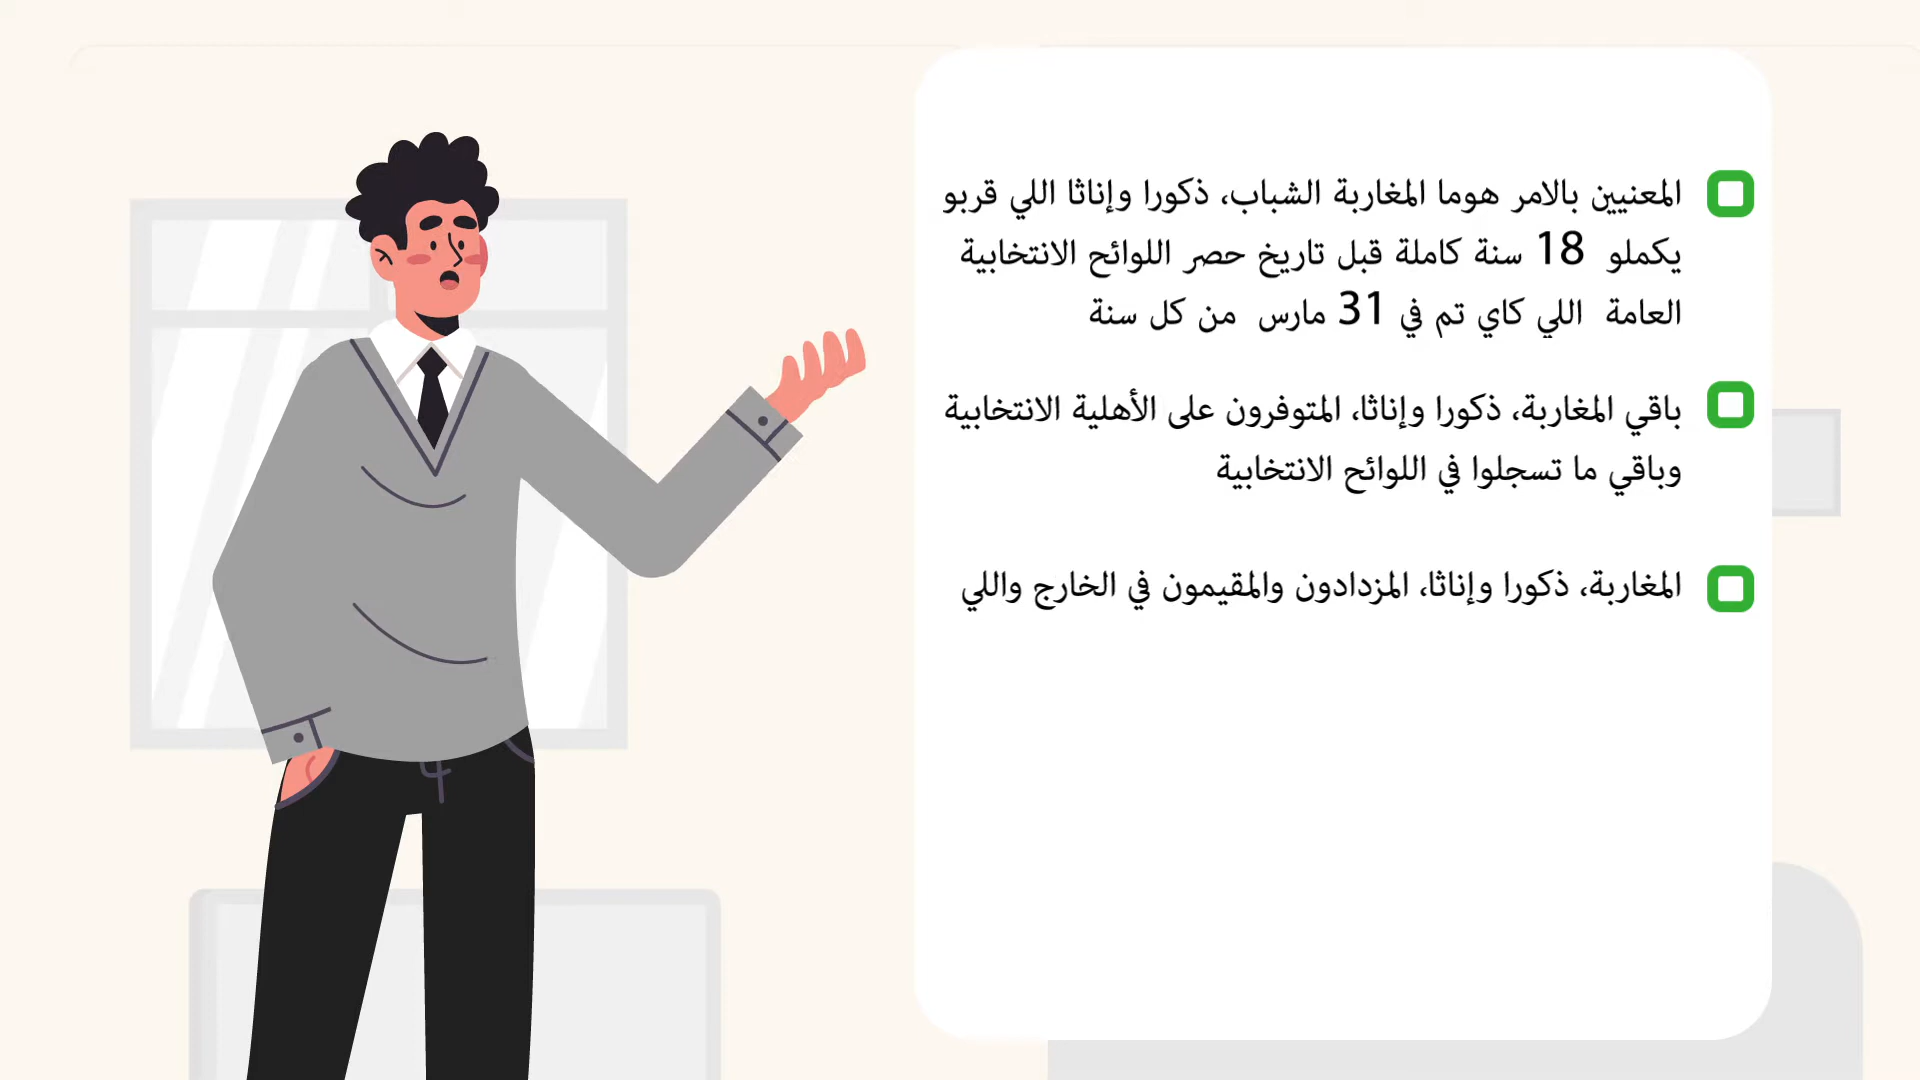 المعنيين بالامر هوما المغاربة الشباب، ذكورا وإناثا اللي قربو
يكملو 18 سنة كاملة قبل تاريخ حصر اللوائح الانتخابية
العامة اللي كاي تم في 31 مارس من كل سنة
باقي المغاربة، ذكورا وإناثا، المتوفرون على الأهلية الانتخابية
وباقي ما تسجلوا في اللوائح الانتخابية
المغاربة، ذكورا وإناثا، المزدادون والمقيمون في الخارج واللي